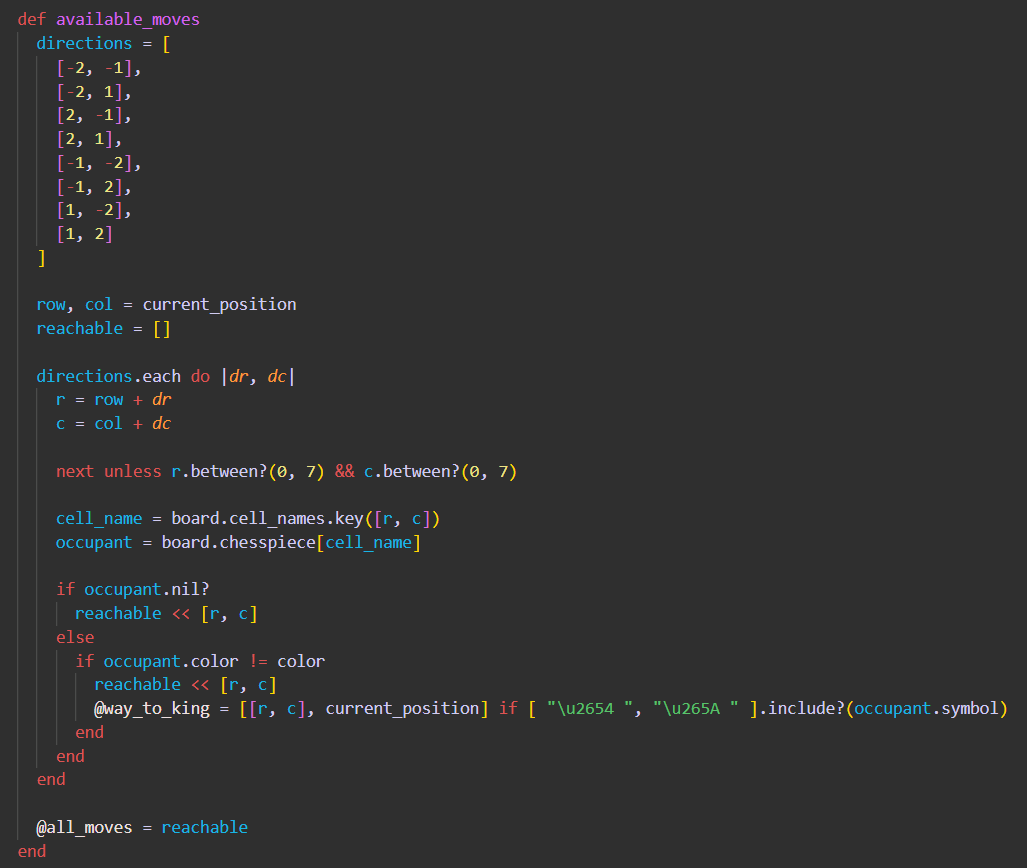 def available_moves
  directions = [
    [-2, -1],
    [-2, 1],
    [2, -1],
    [2, 1],
    [-1, -2],
    [-1, 2],
    [1, -2],
    [1, 2]
  ]

  row, col = current_position
  reachable = []

  directions.each do |dr, dc|
    r = row + dr
    c = col + dc

    next unless r.between?(0, 7) && c.between?(0, 7)

    cell_name = board.cell_names.key([r, c])
    occupant = board.chesspiece[cell_name]

    if occupant.nil?
      reachable << [r, c]
    else
      if occupant.color != color
        reachable << [r, c]
        @way_to_king = [[r, c], current_position] if [ "\u2654 ", "\u265A " ].include?(occupant.symbol)
      end
    end
  end

  @all_moves = reachable
end